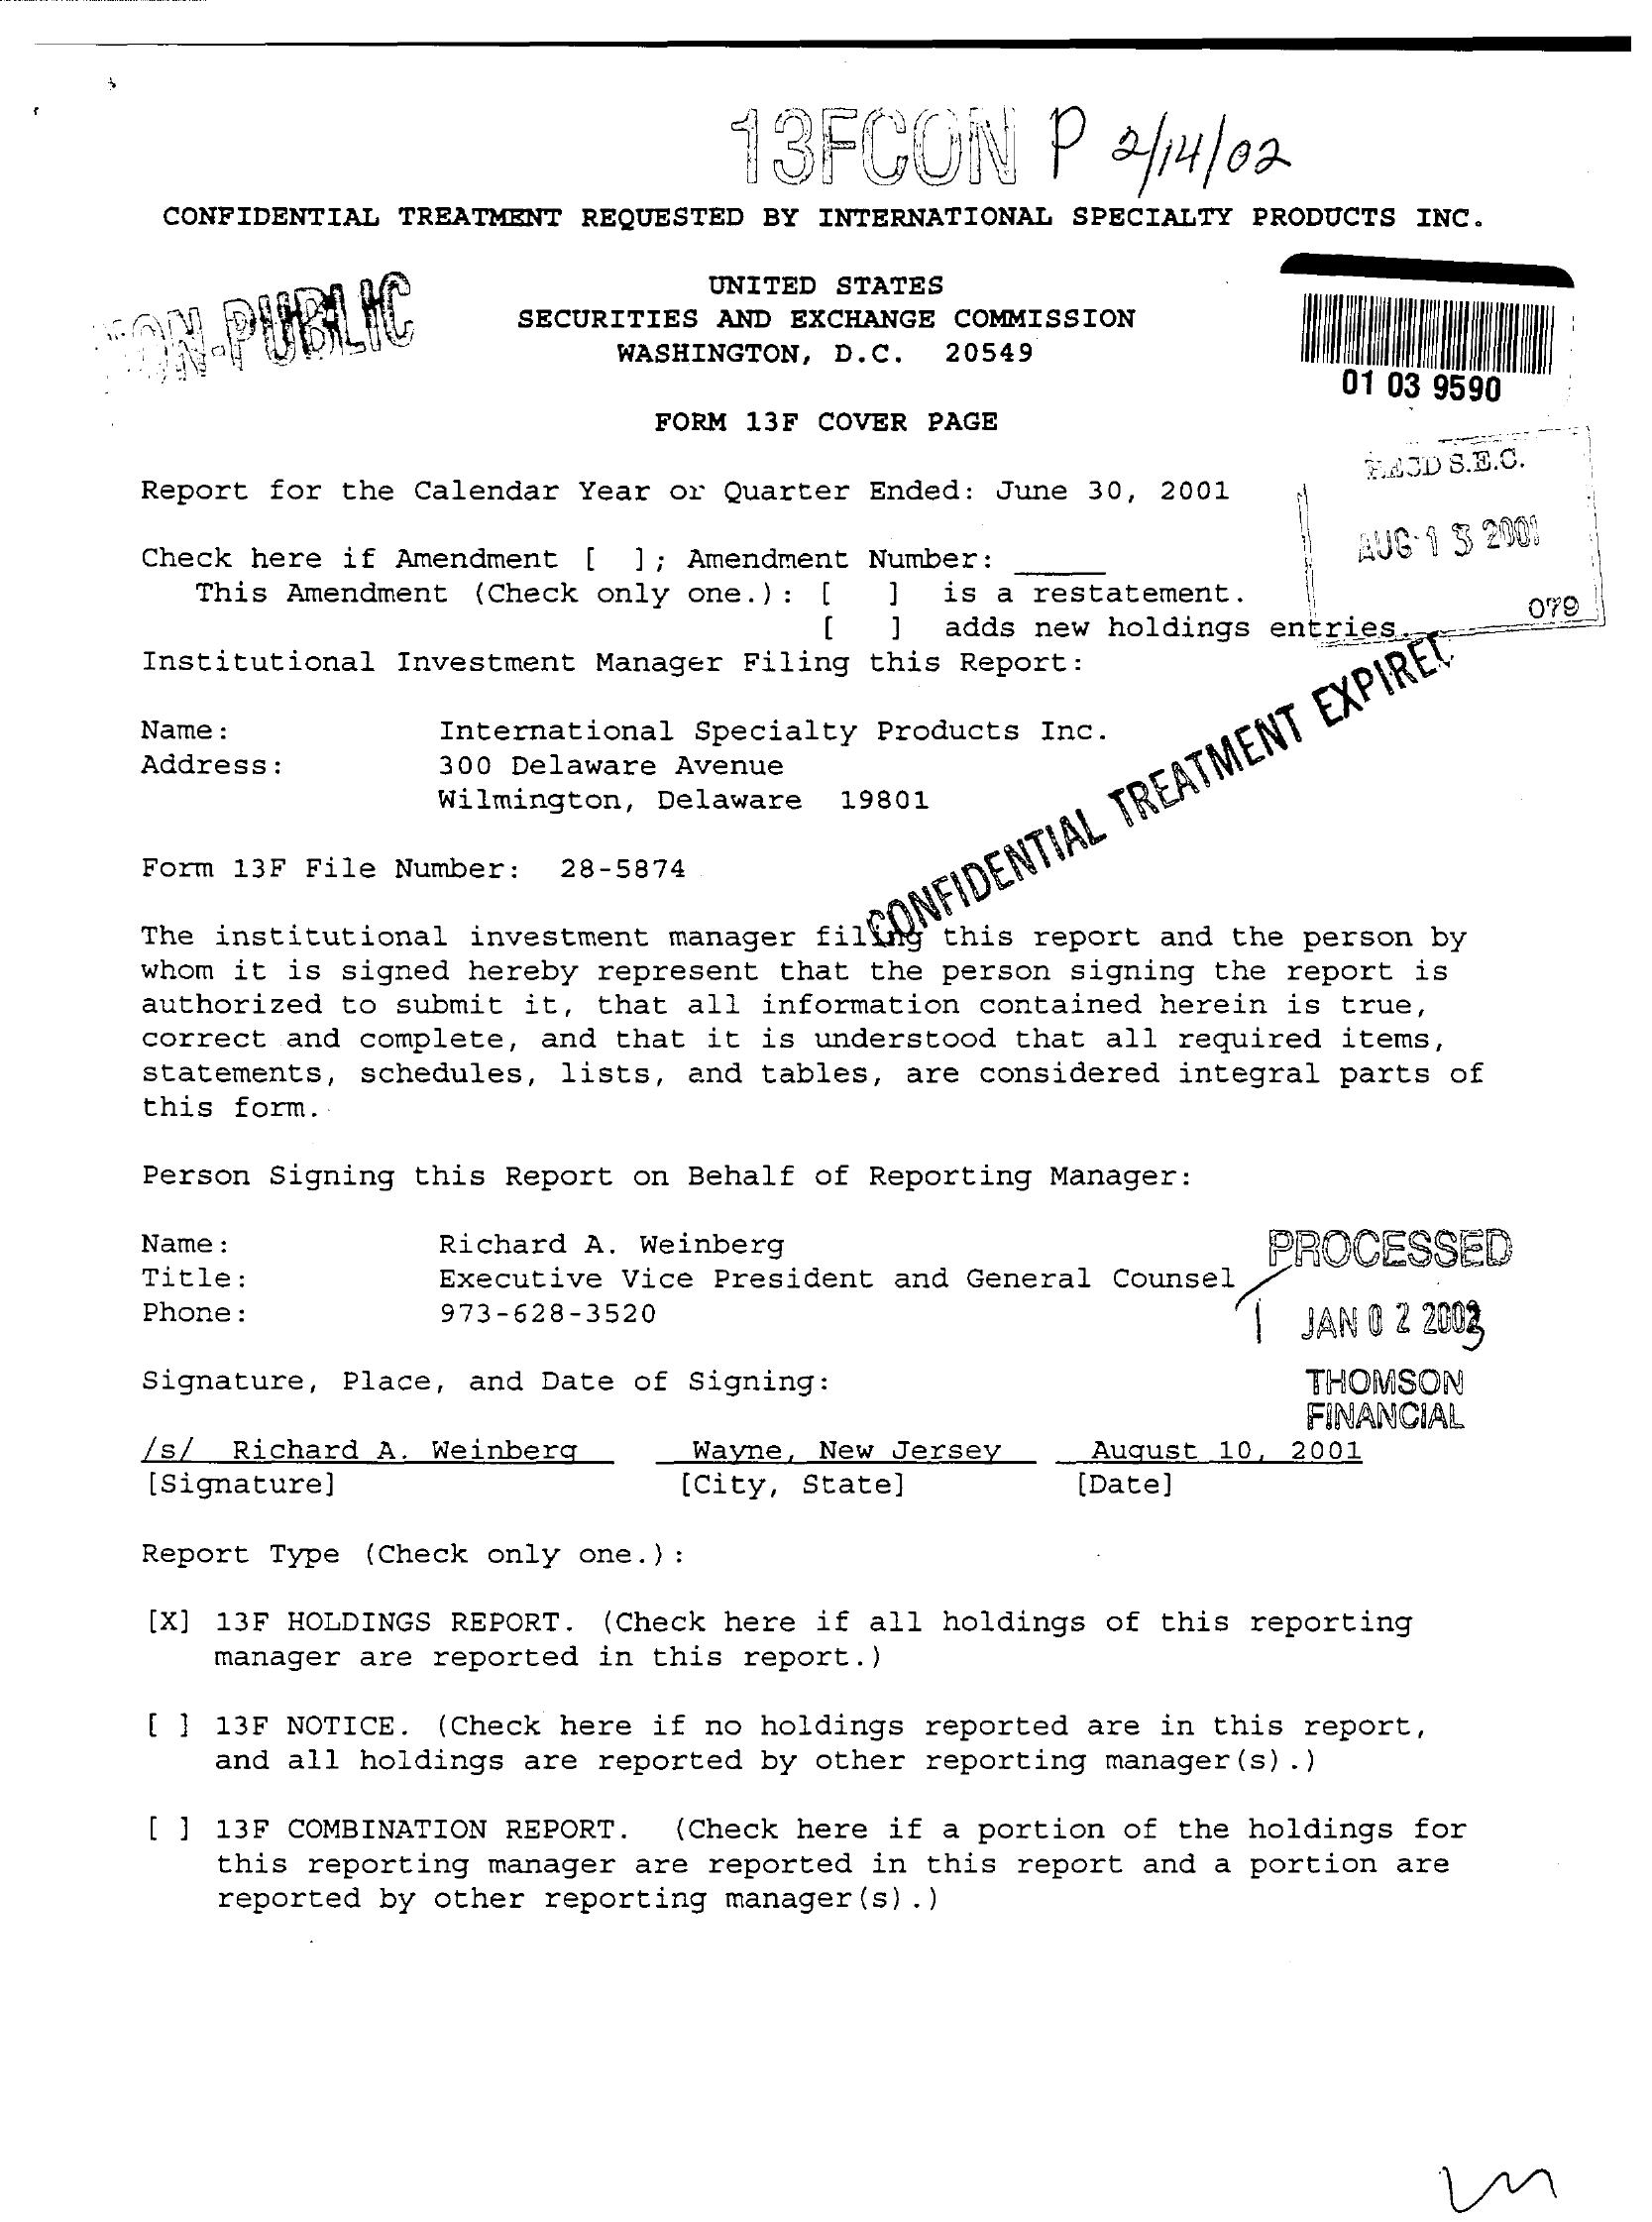 13FCON P 2/14/02
CONFIDENTIAL TREATMENT REQUESTED BY INTERNATIONAL SPECIALTY PRODUCTS INC.
NON-PUBLIC
UNITED STATES
SECURITIES AND EXCHANGE COMMISSION
WASHINGTON, D.C. 20549
01 03 9590
FORM 13F COVER PAGE
REC'D S.E.C.
Report for the Calendar Year or Quarter Ended: June 30, 2001
AUG 13 2001
Check here if Amendment [ ]; Amendment Number: _____
This Amendment (Check only one.): [ ] is a restatement.
079
[ ] adds new holdings entries.
Institutional Investment Manager Filing this Report:
CONFIDENTIAL TREATMENT EXPIRED
Name: International Specialty Products Inc.
Address: 300 Delaware Avenue
Wilmington, Delaware 19801
Form 13F File Number: 28-5874
The institutional investment manager filing this report and the person by
whom it is signed hereby represent that the person signing the report is
authorized to submit it, that all information contained herein is true,
correct and complete, and that it is understood that all required items,
statements, schedules, lists, and tables, are considered integral parts of
this form.
Person Signing this Report on Behalf of Reporting Manager:
Name: Richard A. Weinberg
Title: Executive Vice President and General Counsel
Phone: 973-628-3520
PROCESSED
JAN 02 2003
THOMSON
FINANCIAL
Signature, Place, and Date of Signing:
/s/ Richard A. Weinberg Wayne, New Jersey August 10, 2001
[Signature] [City, State] [Date]
Report Type (Check only one.):
[X] 13F HOLDINGS REPORT. (Check here if all holdings of this reporting
manager are reported in this report.)
[ ] 13F NOTICE. (Check here if no holdings reported are in this report,
and all holdings are reported by other reporting manager(s).)
[ ] 13F COMBINATION REPORT. (Check here if a portion of the holdings for
this reporting manager are reported in this report and a portion are
reported by other reporting manager(s).)